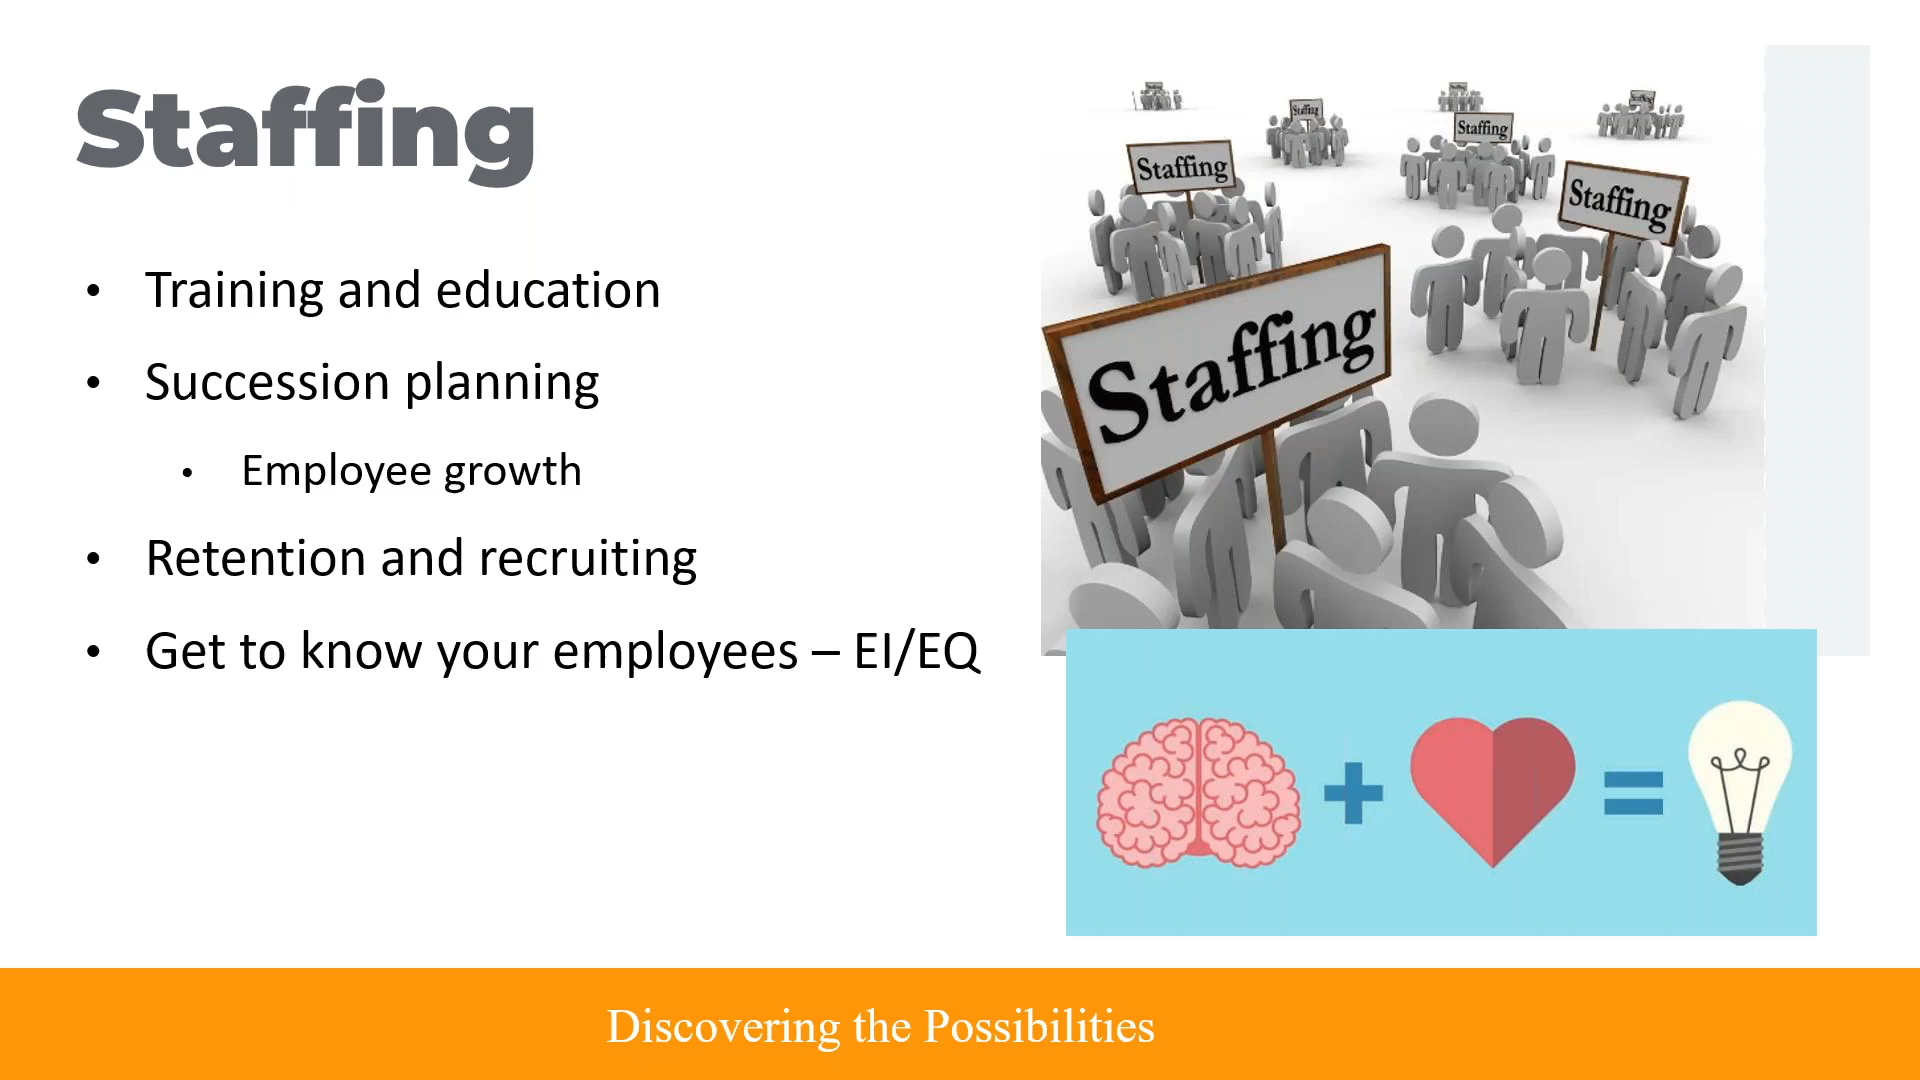 Staffing
• Training and education
• Succession planning
• Employee growth
• Retention and recruiting
• Get to know your employees – EI/EQ
Staffing
Staffing
Staffing
Staffing
Staffing
Discovering the Possibilities